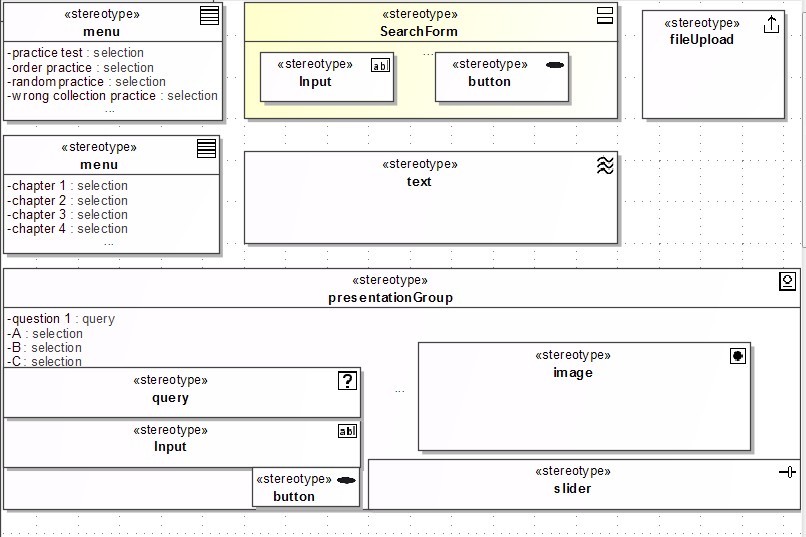 «stereotype»
menu
-practice test : selection
-order practice : selection
-random practice : selection
-wrong collection practice : selection
...
«stereotype»
SearchForm
...
«stereotype»
Input
abl
«stereotype»
button
«stereotype»
fileUpload
«stereotype»
menu
-chapter 1 : selection
-chapter 2 : selection
-chapter 3 : selection
-chapter 4 : selection
...
«stereotype»
text
«stereotype»
presentationGroup
-question 1 : query
-A : selection
-B : selection
-C : selection
«stereotype»
query
?
«stereotype»
Input
abl
«stereotype»
button
...
«stereotype»
image
«stereotype»
slider